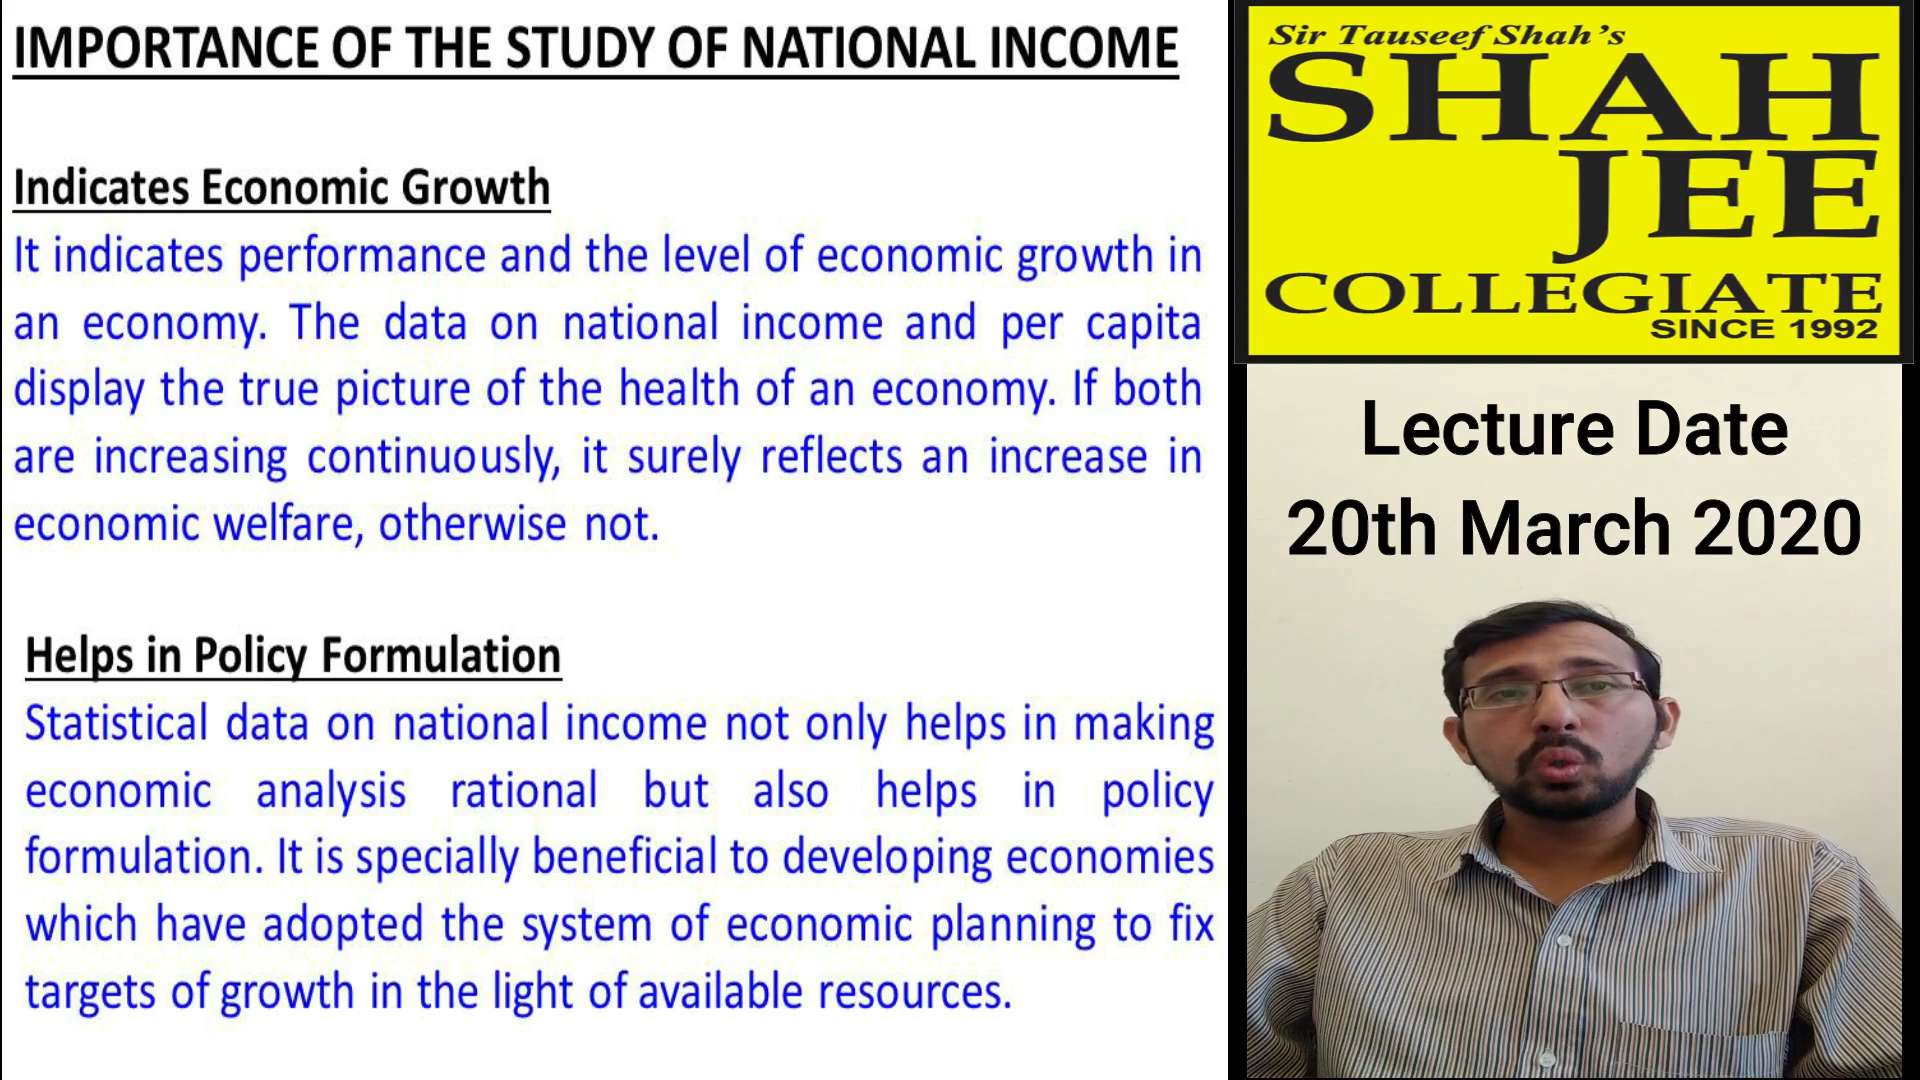 IMPORTANCE OF THE STUDY OF NATIONAL INCOME
Indicates Economic Growth
It indicates performance and the level of economic growth in
an economy. The data on national income and per capita
display the true picture of the health of an economy. If both
are increasing continuously, it surely reflects an increase in
economic welfare, otherwise not.
Helps in Policy Formulation
Statistical data on national income not only helps in making
economic analysis rational but also helps in policy
formulation. It is specially beneficial to developing economies
which have adopted the system of economic planning to fix
targets of growth in the light of available resources.
Sir Tauseef Shah's
SHAH
JEE
COLLEGIATE
SINCE 1992
Lecture Date
20th March 2020